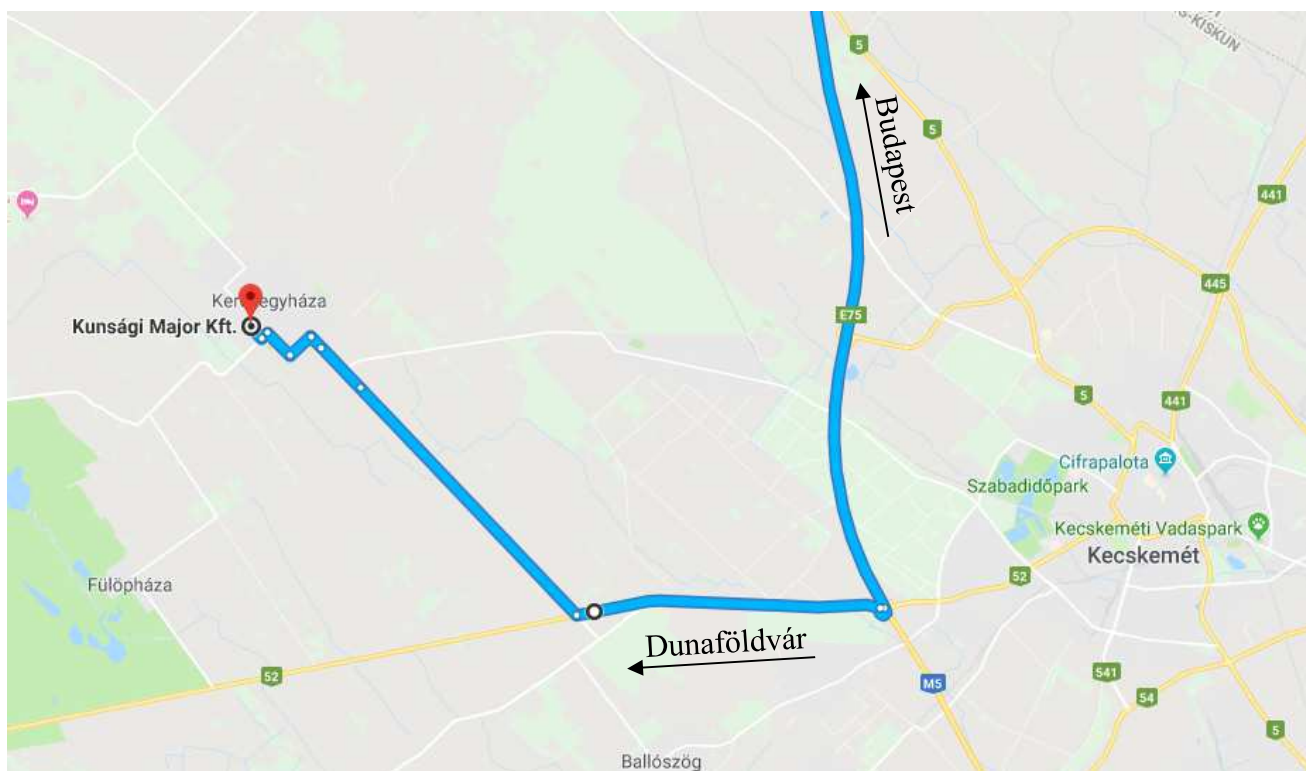 S-KISKUN
5
5
Budapest
441
445
Kunsági Major Kft.
E75
5
441
Cifrapalota
Szabadidőpark
Kecskeméti Vadaspark
Kecskemét
52
Fülöpháza
Dunaföldvár
52
M5
541
54
5
Ballószög